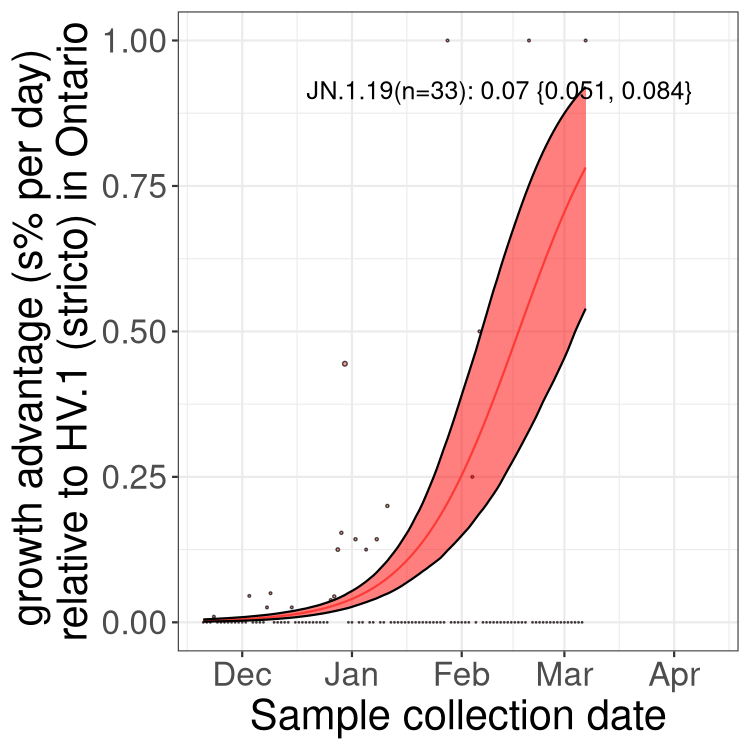 growth advantage (s% per day)
relative to HV.1 (stricto) in Ontario
1.00
0.75
0.50
0.25
0.00
JN.1.19(n=33): 0.07 {0.051, 0.084}
Dec Jan Feb Mar Apr
Sample collection date